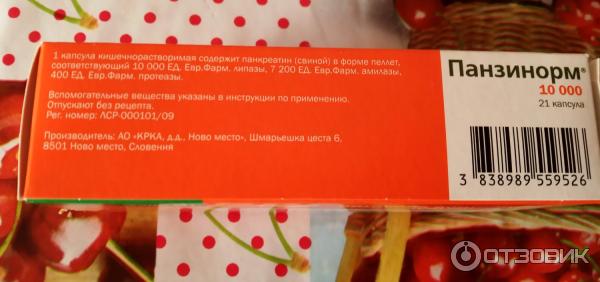 1 капсула кишечнорастворимая содержит панкреатин (свиной) в форме пеллет,
соответствующий 10 000 ЕД. Евр.Фарм. липазы, 7 200 ЕД. Евр.Фарм. амилазы,
400 ЕД. Евр.Фарм. протеазы.
Вспомогательные вещества указаны в инструкции по применению.
Отпускают без рецепта.
Рег. номер: ЛСР-000101/09
Производитель: АО «КРКА, д.д., Ново место», Шмарьешка цеста 6,
8501 Ново место, Словения
Панзинорм®
10 000
21 капсула
3 838989 559526
ОТЗОВИК